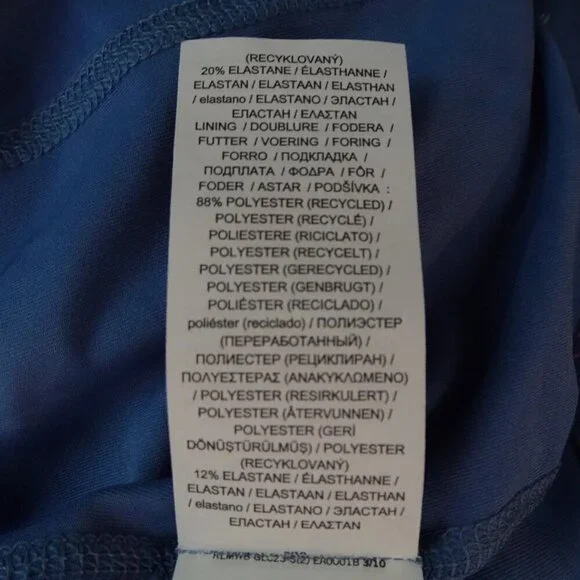 (RECYKLOVANÝ)
20% ELASTANE / ÉLASTHANNE /
ELASTAN / ELASTAAN / ELASTHAN
/ elastano / ELASTANO / ЭЛАСТАН /
ЕЛАСТАН / ΕΛΑΣΤΑΝ
LINING / DOUBLURE / FODERA /
FUTTER / VOERING / FORING /
FORRO / ПОДКЛАДКА /
ПОДПЛАТА / ΦΟΔΡΑ / FÔR /
FODER / ASTAR / PODŠÍVKA :
88% POLYESTER (RECYCLED) /
POLYESTER (RECYCLÉ) /
POLIESTERE (RICICLATO) /
POLYESTER (RECYCELT) /
POLYESTER (GERECYCLED) /
POLYESTER (GENBRUGT) /
POLIÉSTER (RECICLADO) /
poliéster (reciclado) / ПОЛИЭСТЕР
(ПЕРЕРАБОТАННЫЙ) /
ПОЛИЕСТЕР (РЕЦИКЛИРАН) /
ΠΟΛΥΕΣΤΕΡΑΣ (ΑΝΑΚΥΚΛΩΜΕΝΟ)
/ POLYESTER (RESIRKULERT) /
POLYESTER (ÅTERVUNNEN) /
POLYESTER (GERİ
DÖNÜŞTÜRÜLMÜŞ) / POLYESTER
(RECYKLOVANÝ)
12% ELASTANE / ÉLASTHANNE /
ELASTAN / ELASTAAN / ELASTHAN
/ elastano / ELASTANO / ЭЛАСТАН /
ЕЛАСТАН / ΕΛΑΣΤΑΝ
3/10